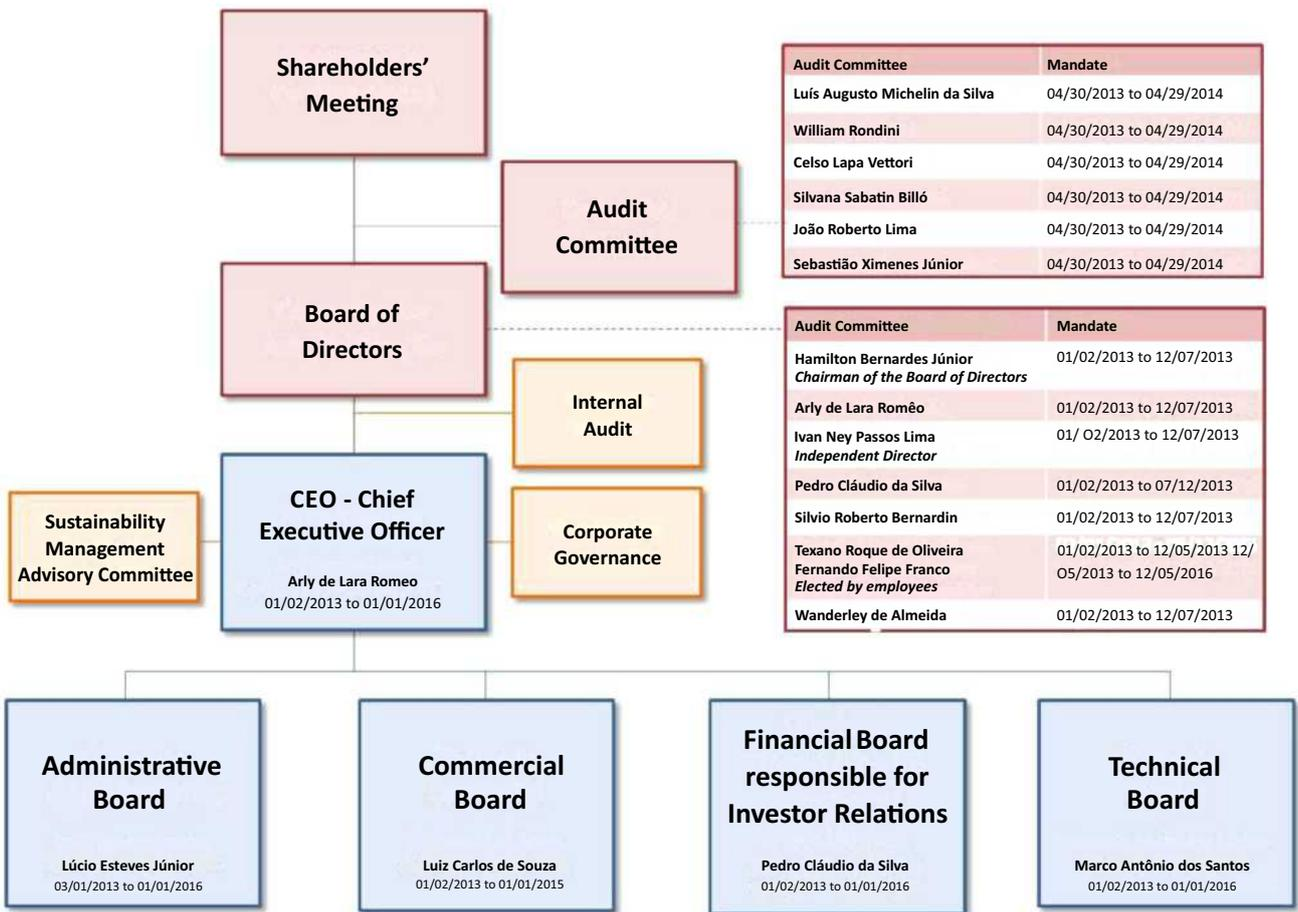 Shareholders’
Meeting
Audit
Committee
Audit Committee Mandate
Luís Augusto Michelin da Silva 04/30/2013 to 04/29/2014
William Rondini 04/30/2013 to 04/29/2014
Celso Lapa Vettori 04/30/2013 to 04/29/2014
Silvana Sabatin Billó 04/30/2013 to 04/29/2014
João Roberto Lima 04/30/2013 to 04/29/2014
Sebastião Ximenes Júnior 04/30/2013 to 04/29/2014
Board of
Directors
Audit Committee Mandate
Hamilton Bernardes Júnior 01/02/2013 to 12/07/2013
Chairman of the Board of Directors
Arly de Lara Romêo 01/02/2013 to 12/07/2013
Ivan Ney Passos Lima 01/ O2/2013 to 12/07/2013
Independent Director
Pedro Cláudio da Silva 01/02/2013 to 07/12/2013
Silvio Roberto Bernardin 01/02/2013 to 12/07/2013
Texano Roque de Oliveira 01/02/2013 to 12/05/2013 12/
Fernando Felipe Franco O5/2013 to 12/05/2016
Elected by employees
Wanderley de Almeida 01/02/2013 to 12/07/2013
Internal
Audit
CEO - Chief
Executive Officer
Arly de Lara Romeo
01/02/2013 to 01/01/2016
Sustainability
Management
Advisory Committee
Corporate
Governance
Administrative
Board
Lúcio Esteves Júnior
03/01/2013 to 01/01/2016
Commercial
Board
Luiz Carlos de Souza
01/02/2013 to 01/01/2015
Financial Board
responsible for
Investor Relations
Pedro Cláudio da Silva
01/02/2013 to 01/01/2016
Technical
Board
Marco Antônio dos Santos
01/02/2013 to 01/01/2016